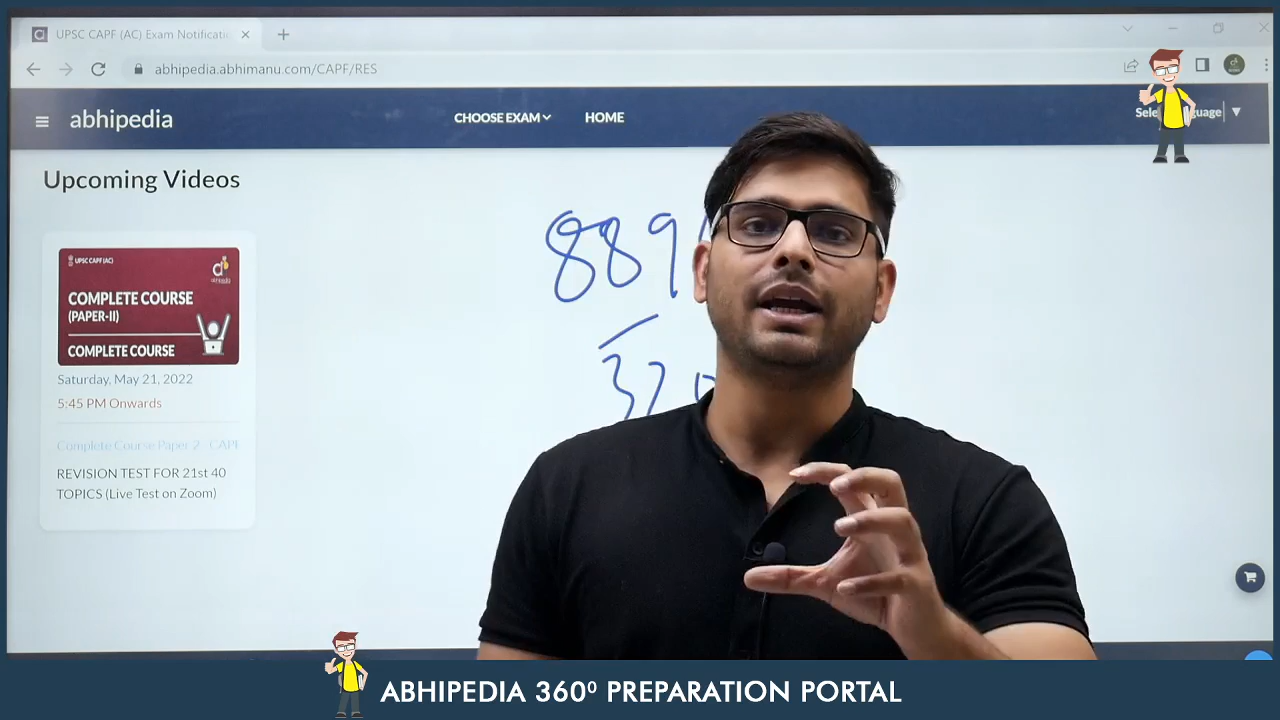 UPSC CAPF (AC) Exam Notificati
abhipedia.abhimanu.com/CAPF/RES
abhipedia
CHOOSE EXAM
HOME
Upcoming Videos
UPSC CAPF (AC)
abhipedia
COMPLETE COURSE
(PAPER-II)
COMPLETE COURSE
Saturday, May 21, 2022
5:45 PM Onwards
Complete Course Paper 2 - CAPF
REVISION TEST FOR 21st 40
TOPICS (Live Test on Zoom)
889
ABHIPEDIA 360⁰ PREPARATION PORTAL